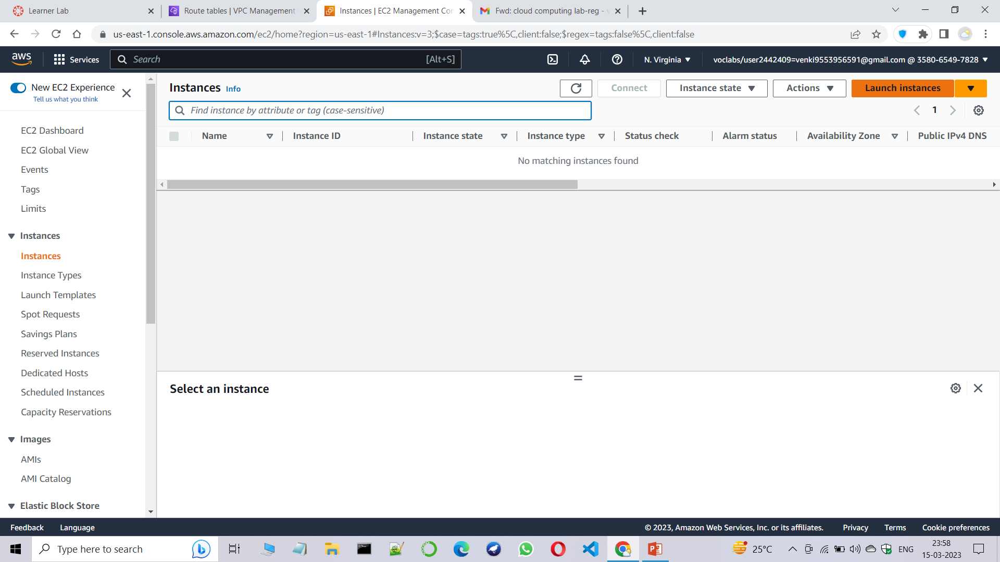 Learner Lab
Route tables | VPC Management
Instances | EC2 Management Con
Fwd: cloud computing lab-reg -
us-east-1.console.aws.amazon.com/ec2/home?region=us-east-1#Instances:v=3;$case=tags:true%5C,client:false;$regex=tags:false%5C,client:false
aws
Services
Search
[Alt+S]
N. Virginia
voclabs/user2442409=venki9553956591@gmail.com @ 3580-6549-7828
New EC2 Experience
Tell us what you think
EC2 Dashboard
EC2 Global View
Events
Tags
Limits
Instances
Instances
Instance Types
Launch Templates
Spot Requests
Savings Plans
Reserved Instances
Dedicated Hosts
Scheduled Instances
Capacity Reservations
Images
AMIs
AMI Catalog
Elastic Block Store
Instances Info
Connect
Instance state
Actions
Launch instances
Find instance by attribute or tag (case-sensitive)
1
Name
Instance ID
Instance state
Instance type
Status check
Alarm status
Availability Zone
Public IPv4 DNS
No matching instances found
Select an instance
Feedback
Language
© 2023, Amazon Web Services, Inc. or its affiliates.
Privacy
Terms
Cookie preferences
Type here to search
25°C
ENG
23:58
15-03-2023